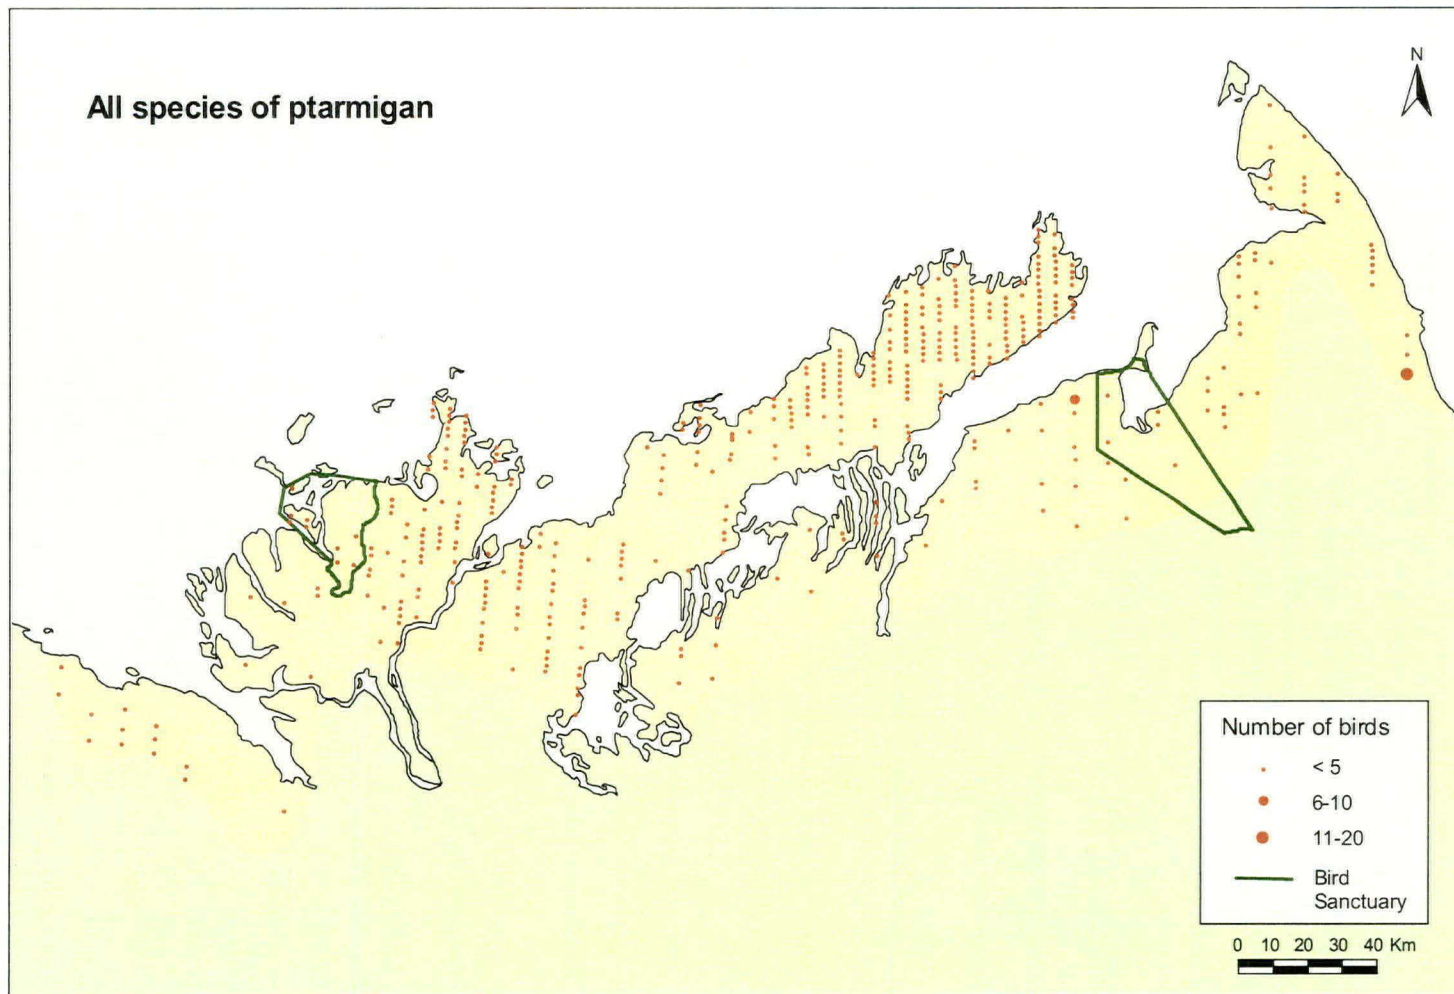 All species of ptarmigan
N
Number of birds
< 5
6-10
11-20
Bird
Sanctuary
0 10 20 30 40 Km